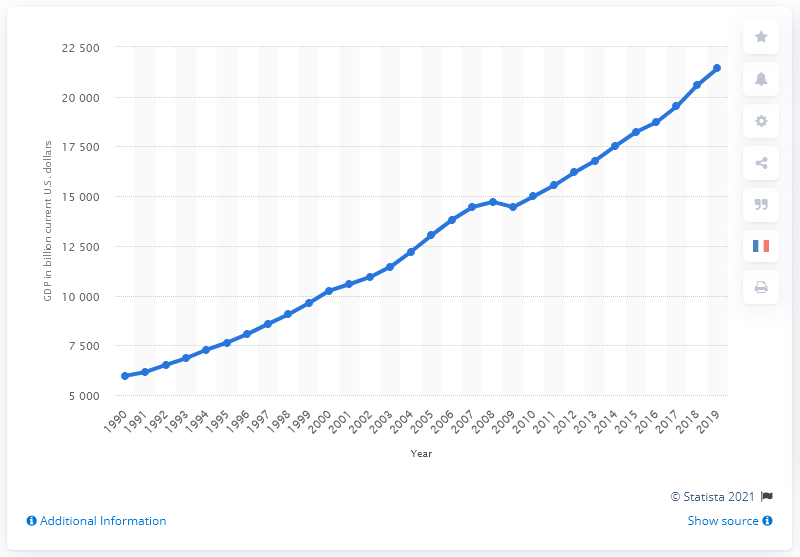 22 500
20 000
17 500
15 000
12 500
10 000
7 500
5 000
GDP in billion current U.S. dollars
1990 1991 1992 1993 1994 1995 1996 1997 1998 1999 2000 2001 2002 2003 2004 2005 2006 2007 2008 2009 2010 2011 2012 2013 2014 2015 2016 2017 2018 2019
Year
© Statista 2021
Additional Information
Show source